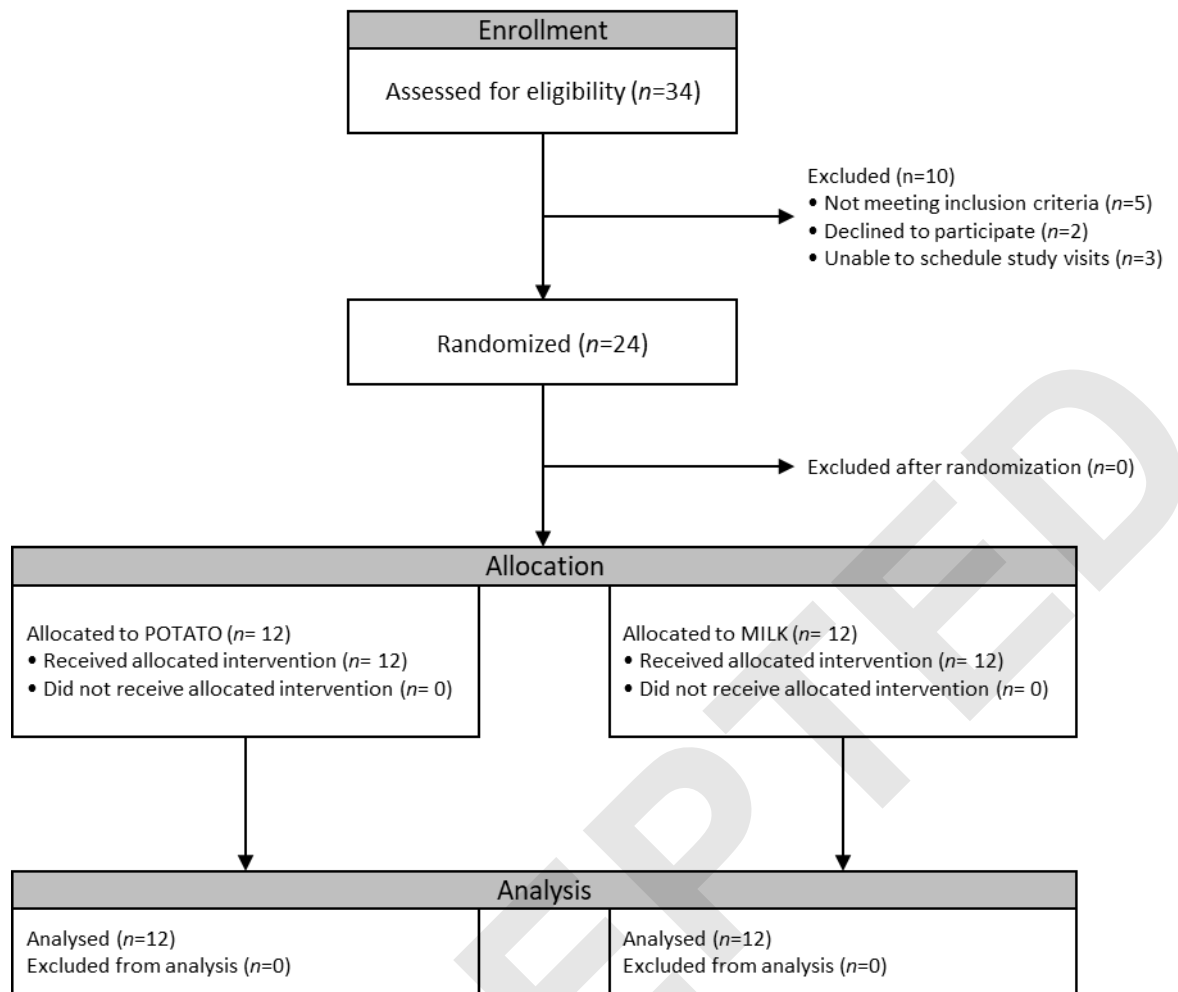 Enrollment
Assessed for eligibility (n=34)
Excluded (n=10)
• Not meeting inclusion criteria (n=5)
• Declined to participate (n=2)
• Unable to schedule study visits (n=3)
Randomized (n=24)
Excluded after randomization (n=0)
Allocation
Allocated to POTATO (n= 12)
• Received allocated intervention (n= 12)
• Did not receive allocated intervention (n= 0)
Allocated to MILK (n= 12)
• Received allocated intervention (n= 12)
• Did not receive allocated intervention (n= 0)
Analysis
Analysed (n=12)
Excluded from analysis (n=0)
Analysed (n=12)
Excluded from analysis (n=0)
EPTED